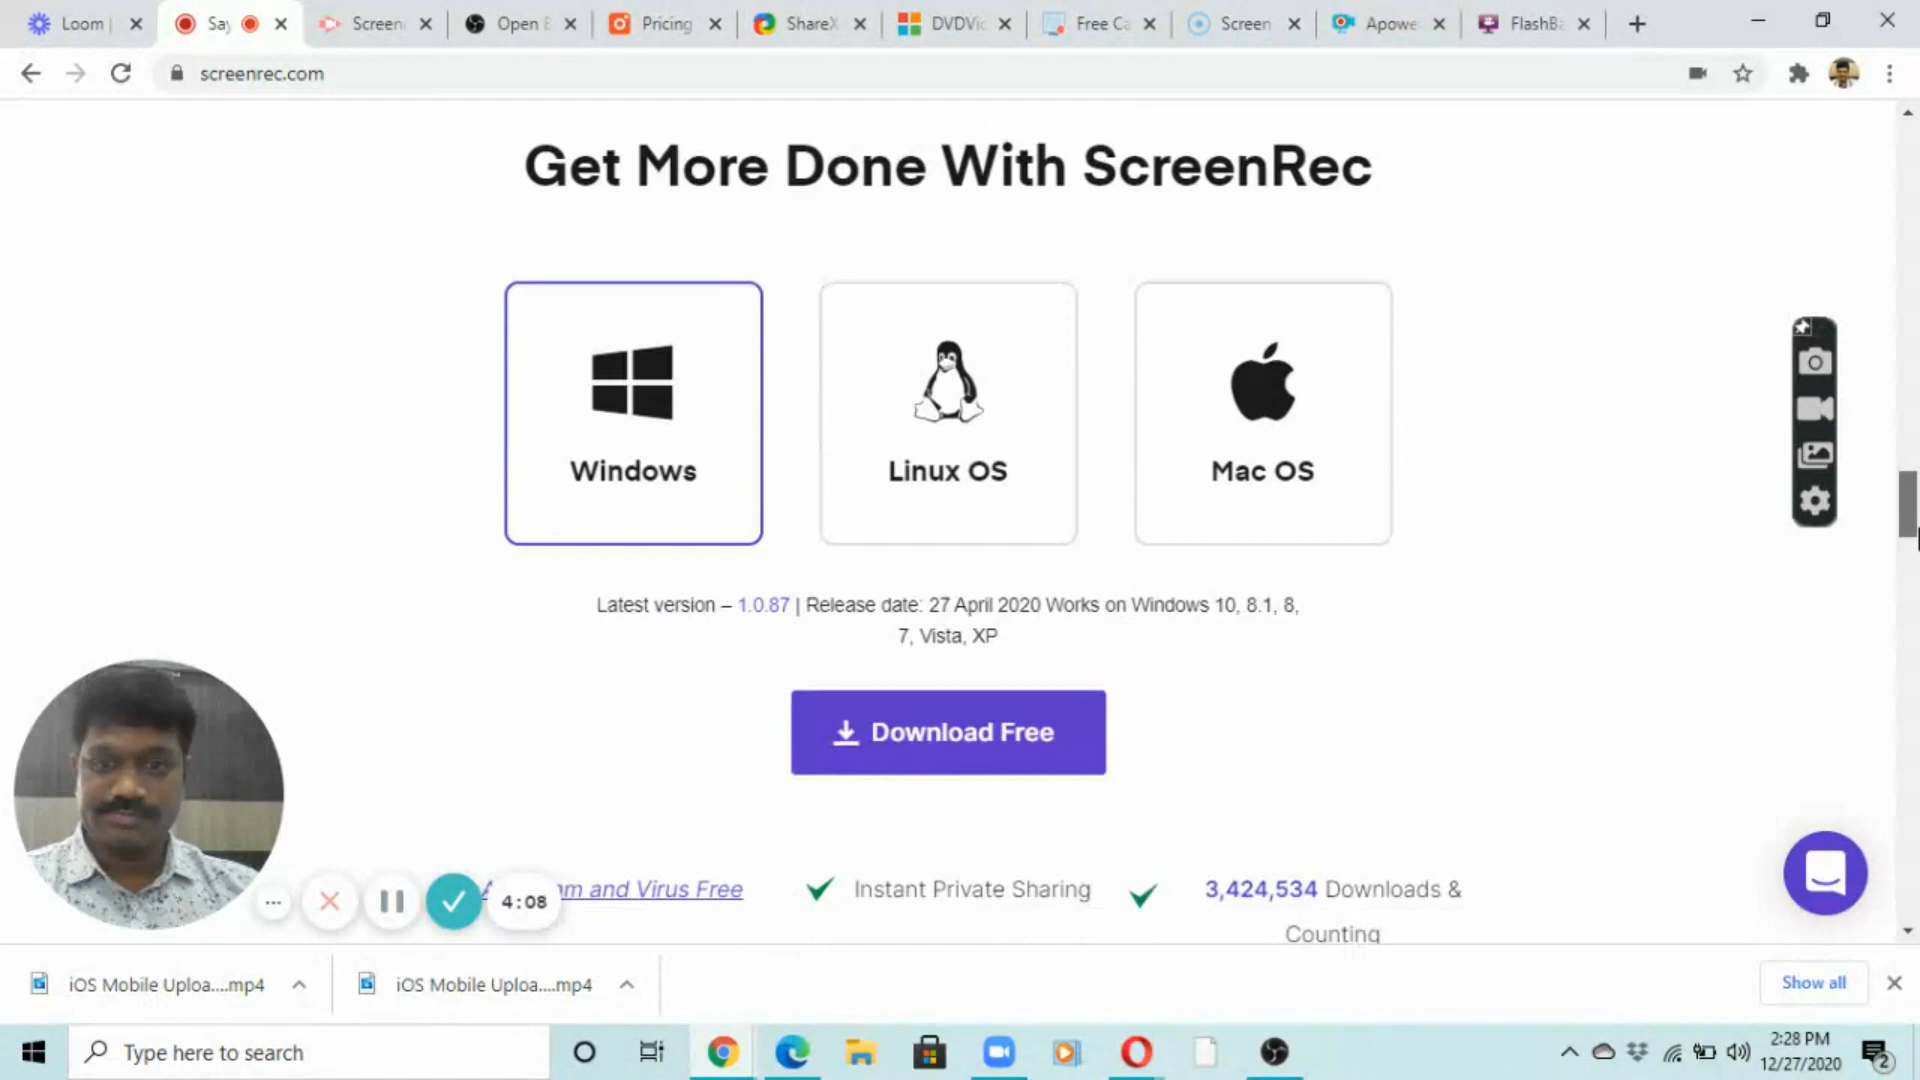 Loom
Say
Screen
Open B
Pricing
ShareX
DVDVic
Free Ca
Screen
Apowe
FlashBa
screenrec.com
Get More Done With ScreenRec
Windows
Linux OS
Mac OS
Latest version – 1.0.87 | Release date: 27 April 2020 Works on Windows 10, 8.1, 8,
7, Vista, XP
Download Free
4:08
and Virus Free
Instant Private Sharing
3,424,534 Downloads &
Counting
iOS Mobile Uploa....mp4
iOS Mobile Uploa....mp4
Show all
Type here to search
2:28 PM
12/27/2020
2